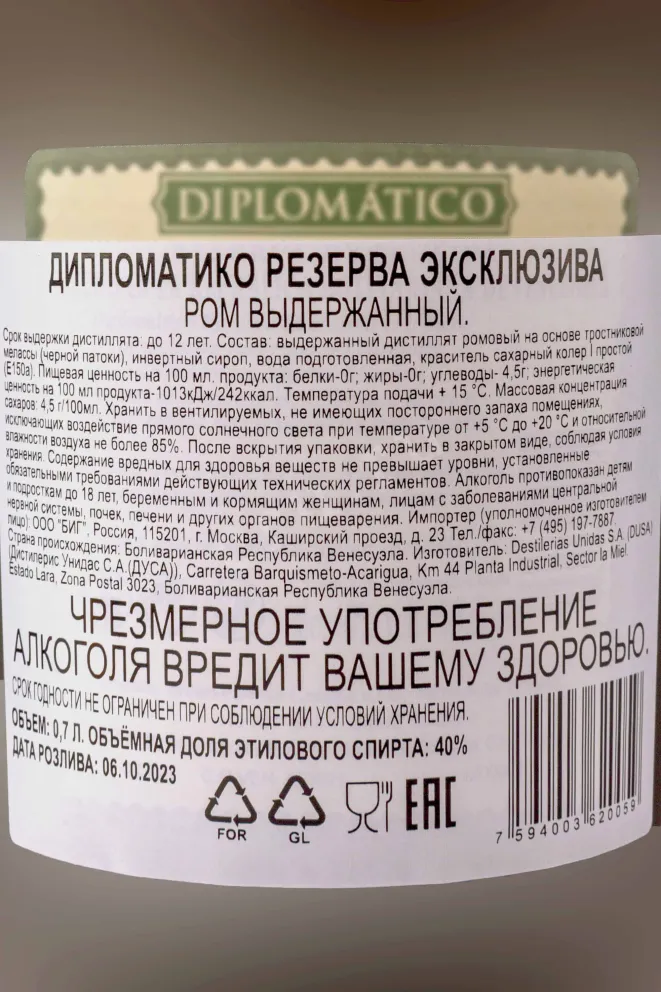 DIPLOMÁTICO
ДИПЛОМАТИКО РЕЗЕРВА ЭКСКЛЮЗИВА
РОМ ВЫДЕРЖАННЫЙ.
Срок выдержки дистиллята: до 12 лет. Состав: выдержанный дистиллят ромовый на основе тростниковой
мелассы (черной патоки), инвертный сироп, вода подготовленная, краситель сахарный колер I простой
(Е150а). Пищевая ценность на 100 мл. продукта: белки-0г; жиры-0г; углеводы- 4,5г; энергетическая
ценность на 100 мл продукта-1013кДж/242ккал. Температура подачи + 15 °С. Массовая концентрация
сахаров: 4,5 г/100мл. Хранить в вентилируемых, не имеющих постороннего запаха помещениях,
исключающих воздействие прямого солнечного света при температуре от +5 °С до +20 °С и относительной
влажности воздуха не более 85%. После вскрытия упаковки, хранить в закрытом виде, соблюдая условия
хранения. Содержание вредных для здоровья веществ не превышает уровни, установленные
обязательными требованиями действующих технических регламентов. Алкоголь противопоказан детям
и подросткам до 18 лет, беременным и кормящим женщинам, лицам с заболеваниями центральной
нервной системы, почек, печени и других органов пищеварения. Импортер (уполномоченное изготовителем
лицо): ООО "БИГ", Россия, 115201, г. Москва, Каширский проезд, д. 23 Тел./факс: +7 (495) 197-7887.
Страна происхождения: Боливарианская Республика Венесуэла. Изготовитель: Destilerias Unidas S.A. (DUSA)
(Дистилерис Унидас С.А.(ДУСА)), Carretera Barquismeto-Acarigua, Km 44 Planta Industrial, Sector la Miel.
Estado Lara, Zona Postal 3023, Боливарианская Республика Венесуэла.
ЧРЕЗМЕРНОЕ УПОТРЕБЛЕНИЕ
АЛКОГОЛЯ ВРЕДИТ ВАШЕМУ ЗДОРОВЬЮ.
СРОК ГОДНОСТИ НЕ ОГРАНИЧЕН ПРИ СОБЛЮДЕНИИ УСЛОВИЙ ХРАНЕНИЯ.
ОБЪЕМ: 0,7 Л. ОБЪЁМНАЯ ДОЛЯ ЭТИЛОВОГО СПИРТА: 40%
ДАТА РОЗЛИВА: 06.10.2023
FOR GL EAC
7 594003 620059